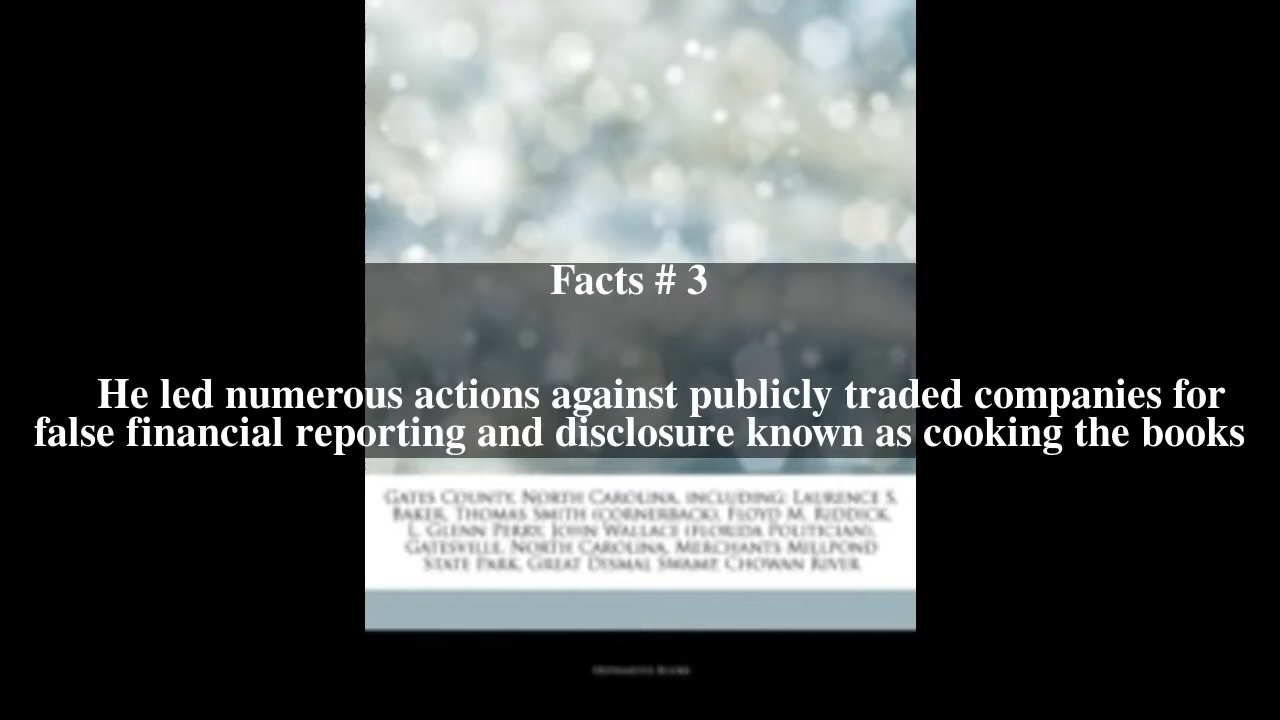 Facts # 3
He led numerous actions against publicly traded companies for
false financial reporting and disclosure known as cooking the books
GATES COUNTY, NORTH CAROLINA, INCLUDING: LAURENCE S.
BAKER, THOMAS SMITH (CORNERBACK), FLOYD M. RIDDICK,
L. GLENN PERRY, JOHN WALLACE (FLORIDA POLITICIAN),
GATESVILLE, NORTH CAROLINA, MERCHANTS MILLPOND
STATE PARK, GREAT DISMAL SWAMP, CHOWAN RIVER